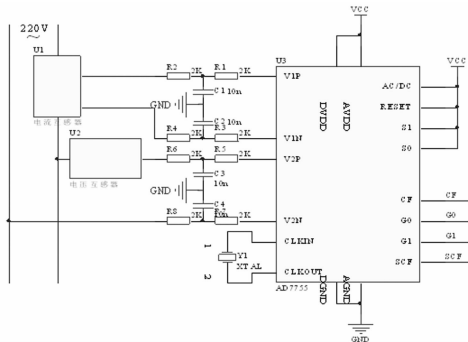 220V
~
U1
电流互感器
U2
电压互感器
R2 2K R1 2K
C1 10n
GND
C2 10n
R4 2K R3 2K
R6 2K R5 2K
C3
10n
GND
C4
10n
R8 2K R7 2K
1
Y1
XTAL
2
U3
VCC
VCC
V1P
V1N
V2P
V2N
CLKIN
CLKOUT
DVDD
AVDD
AC/DC
RESET
S1
S0
CF CF
G0 G0
G1 G1
SCF SCF
DGND
AGND
AD7755
GND